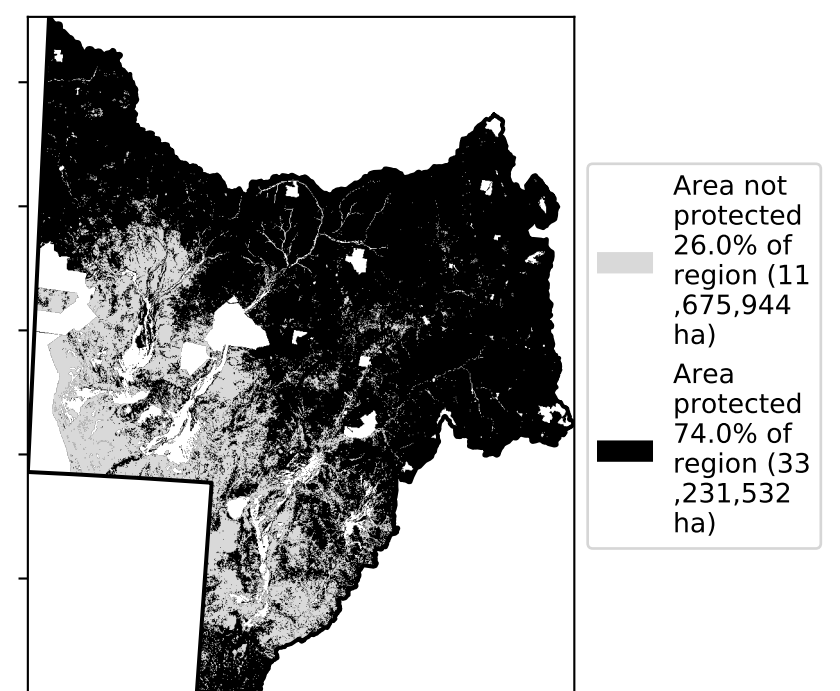 Area not
protected
26.0% of
region (11
,675,944
ha)
Area
protected
74.0% of
region (33
,231,532
ha)